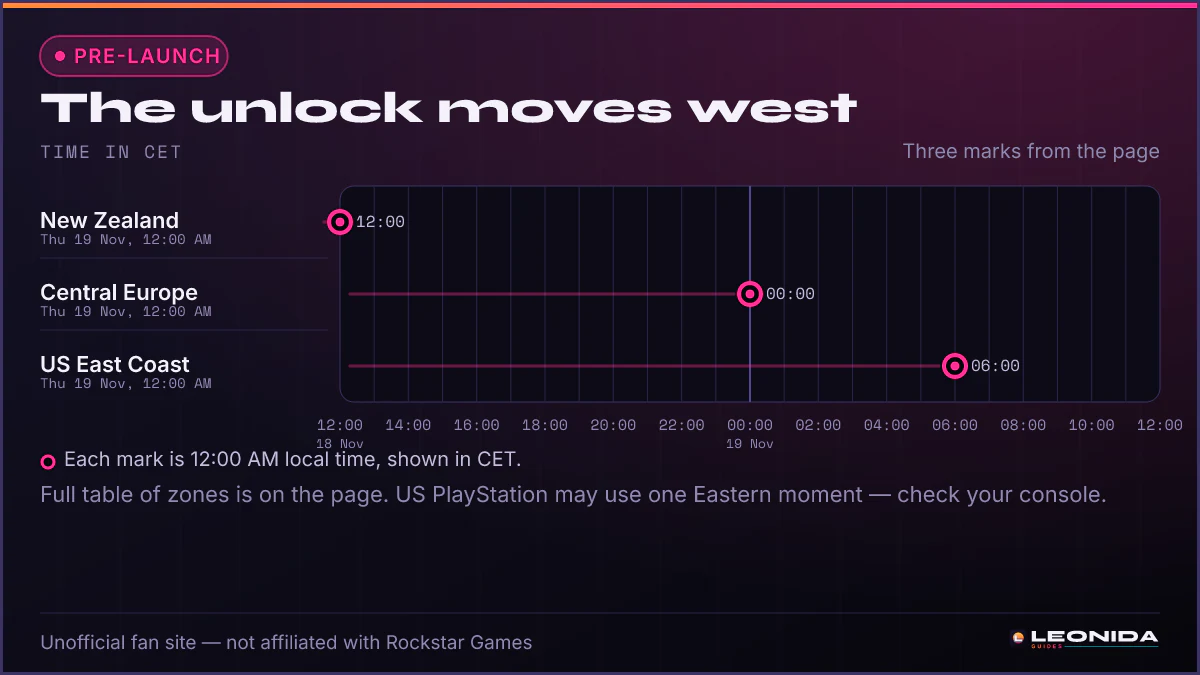 PRE-LAUNCH
The unlock moves west
TIME IN CET
Three marks from the page
New Zealand
Thu 19 Nov, 12:00 AM
12:00
Central Europe
Thu 19 Nov, 12:00 AM
00:00
US East Coast
Thu 19 Nov, 12:00 AM
06:00
12:00 14:00 16:00 18:00 20:00 22:00 00:00 02:00 04:00 06:00 08:00 10:00 12:00
18 Nov 19 Nov
Each mark is 12:00 AM local time, shown in CET.
Full table of zones is on the page. US PlayStation may use one Eastern moment — check your console.
Unofficial fan site — not affiliated with Rockstar Games
LEONIDA
GUIDES